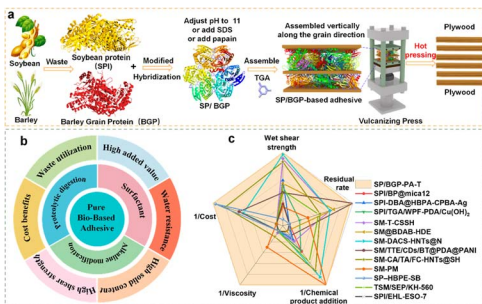 a
Adjust pH to 11
or add SDS
or add papain
Assembled vertically
along the grain direction
Plywood
Soybean
Waste
Soybean protein
(SPI)
+
Modified
Hybridization
Assemble
TGA
Hot
pressing
Barley
Barley Grain Protein (BGP)
SP/ BGP
SP/BGP-based adhesive
Vulcanizing Press
Plywood
b
Waste utilization
High added value
Water resistance
High solid content
High shear strength
Cost benefits
Proteolytic digestion
Surfactant
Alkaline modification
Pure
Bio-Based
Adhesive
c
Wet shear
strength
Residual
rate
1/Chemical
product addition
1/Viscosity
1/Cost
SP/BGP-PA-T
SPI/BP@mica12
SPI-DBA@HBPA-CPBA-Ag
SPI/TGA/WPF-PDA/Cu(OH)2
SM-T-CSSH
SM@BDAB-HDE
SM-DACS-HNTs@N
SM/TTE/CDs/BT@PDA@PANI
SM-CA/TA/FC-HNTs@SH
SM-PM
SP-HBPE-SB
TSM/SEP/KH-560
SPI/EHL-ESO-7